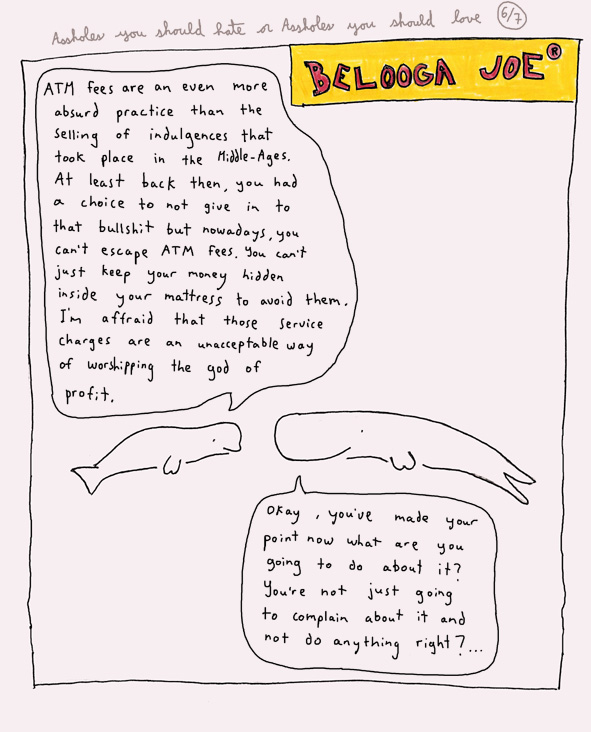 Assholes you should hate or Assholes you should love 6/7
BELOOGA JOE®
ATM fees are an even more
absurd practice than the
selling of indulgences that
took place in the Middle-Ages.
At least back then, you had
a choice to not give in to
that bullshit but nowadays, you
can't escape ATM fees. You can't
just keep your money hidden
inside your mattress to avoid them.
I'm affraid that those service
charges are an unacceptable way
of worshipping the god of
profit.
Okay, you've made your
point now what are you
going to do about it?
You're not just going
to complain about it and
not do anything right?...